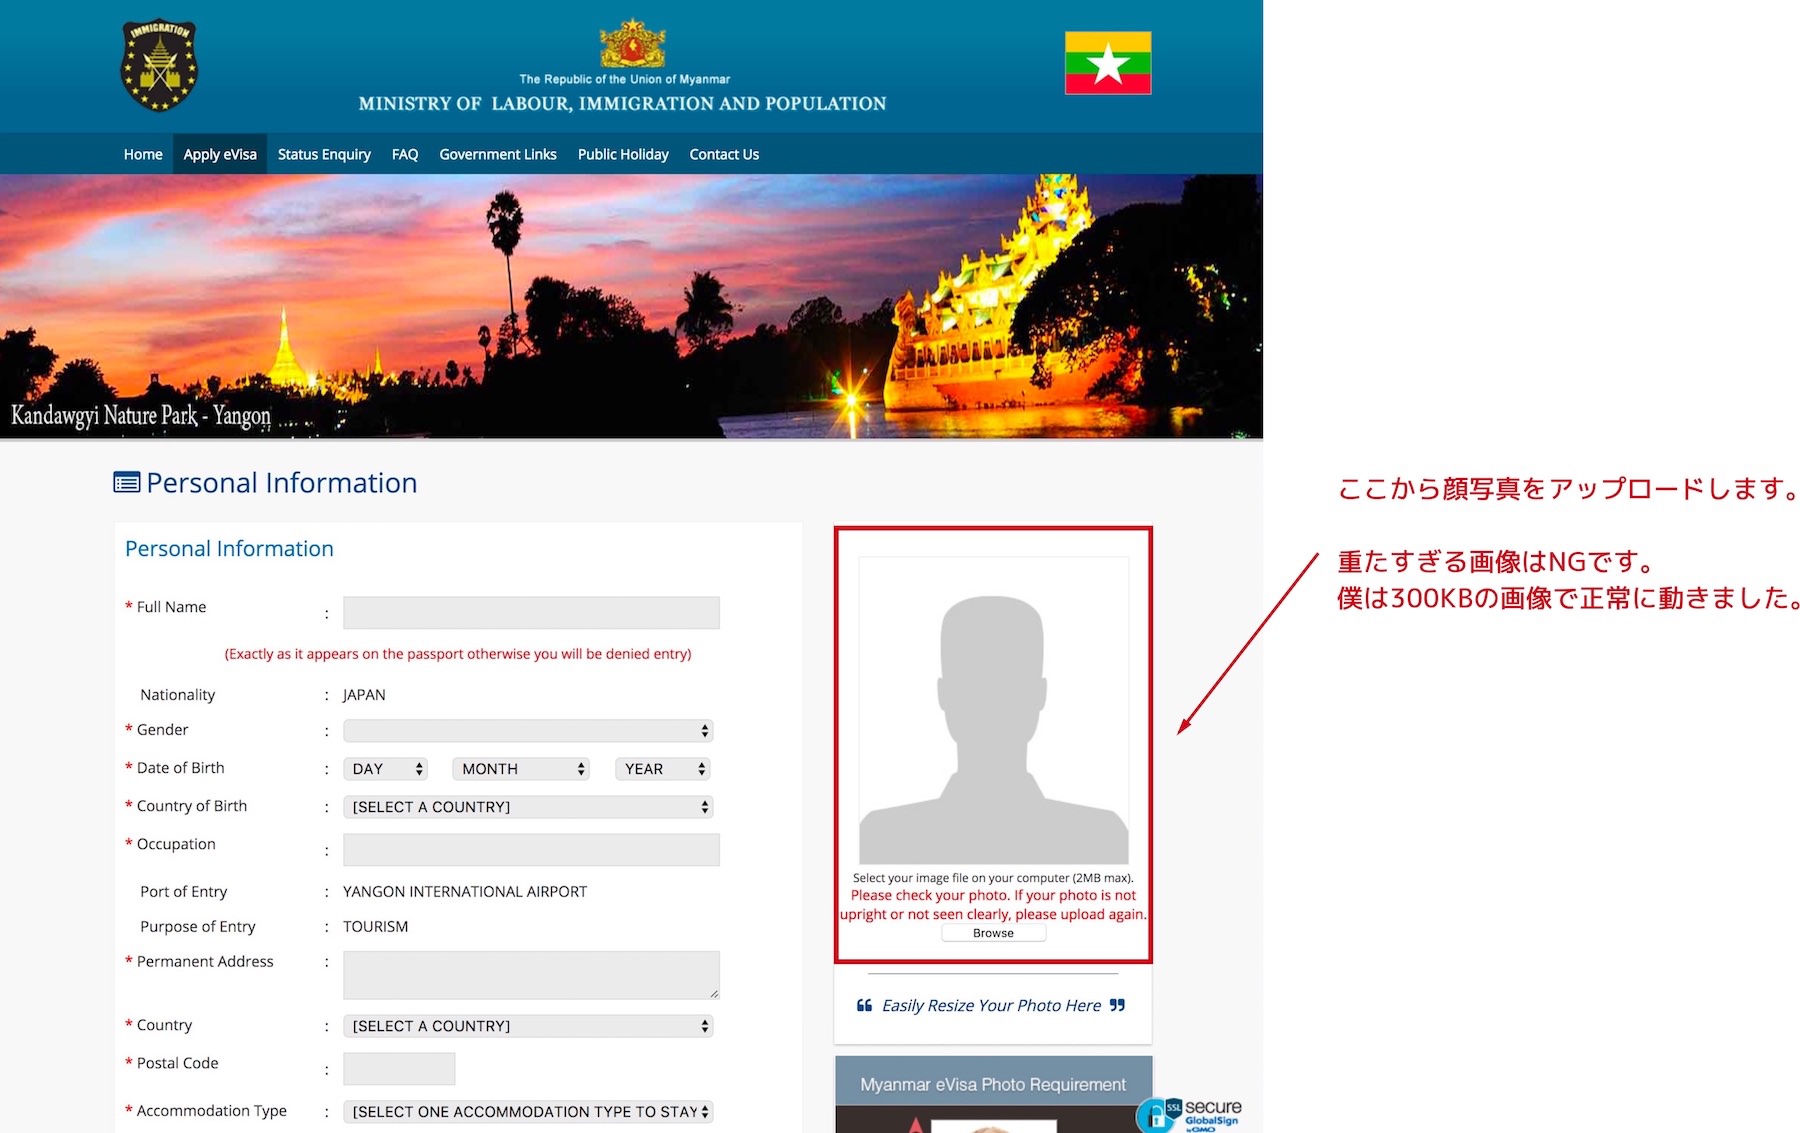 IMMIGRATION
The Republic of the Union of Myanmar
MINISTRY OF LABOUR, IMMIGRATION AND POPULATION
Home Apply eVisa Status Enquiry FAQ Government Links Public Holiday Contact Us
Kandawgyi Nature Park - Yangon
Personal Information
Personal Information
* Full Name :
(Exactly as it appears on the passport otherwise you will be denied entry)
Nationality : JAPAN
* Gender :
* Date of Birth : DAY MONTH YEAR
* Country of Birth : [SELECT A COUNTRY]
* Occupation :
Port of Entry : YANGON INTERNATIONAL AIRPORT
Purpose of Entry : TOURISM
* Permanent Address :
* Country : [SELECT A COUNTRY]
* Postal Code :
* Accommodation Type : [SELECT ONE ACCOMMODATION TYPE TO STAY
Select your image file on your computer (2MB max).
Please check your photo. If your photo is not
upright or not seen clearly, please upload again.
Browse
❝ Easily Resize Your Photo Here ❞
Myanmar eVisa Photo Requirement
SSL secure
GlobalSign
by GMO
ここから顔写真をアップロードします。
重たすぎる画像はNGです。
僕は300KBの画像で正常に動きました。